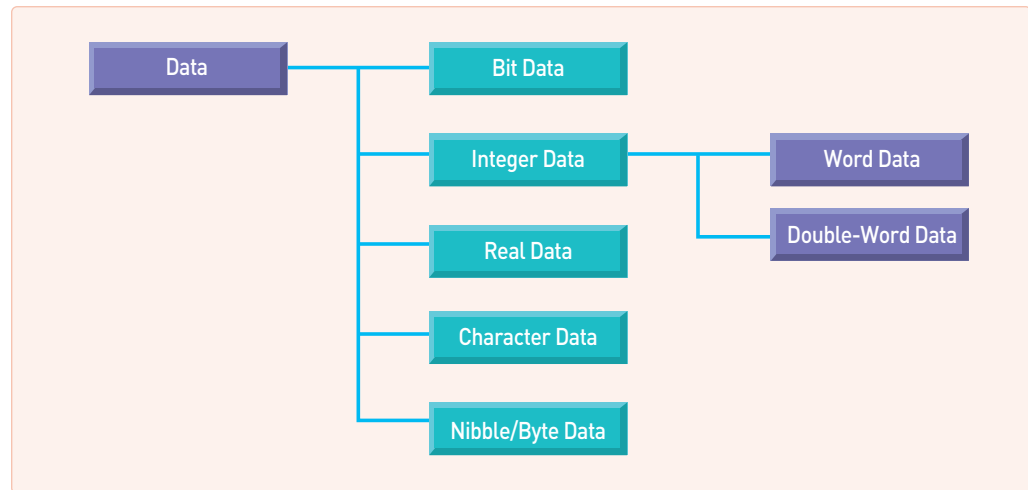 Data
Bit Data
Integer Data
Word Data
Double-Word Data
Real Data
Character Data
Nibble/Byte Data